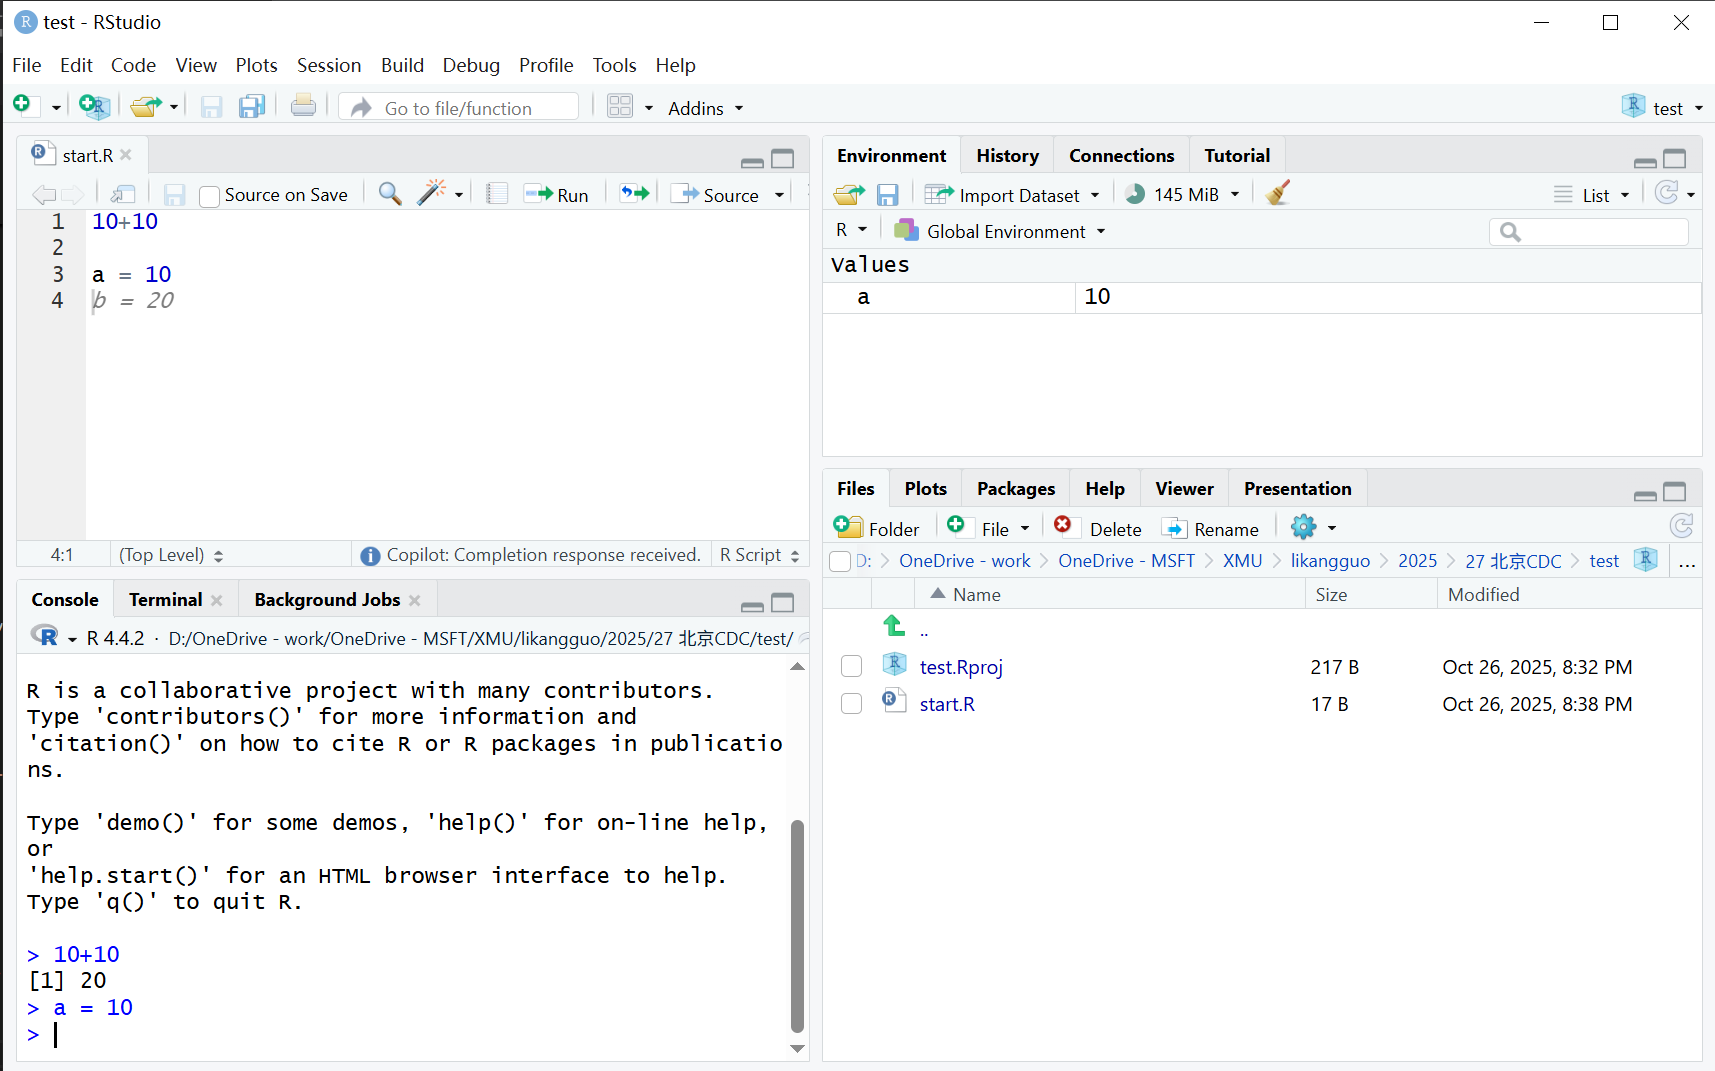 test - RStudio
File Edit Code View Plots Session Build Debug Profile Tools Help
Go to file/function Addins test
start.R
Source on Save Run Source
1 10+10
2
3 a = 10
4 b = 20
4:1 (Top Level) Copilot: Completion response received. R Script
Console Terminal Background Jobs
R 4.4.2 · D:/OneDrive - work/OneDrive - MSFT/XMU/likangguo/2025/27 北京CDC/test/
R is a collaborative project with many contributors.
Type 'contributors()' for more information and
'citation()' on how to cite R or R packages in publicatio
ns.
Type 'demo()' for some demos, 'help()' for on-line help,
or
'help.start()' for an HTML browser interface to help.
Type 'q()' to quit R.
> 10+10
[1] 20
> a = 10
>
Environment History Connections Tutorial
Import Dataset 145 MiB List
R Global Environment
Values
a 10
Files Plots Packages Help Viewer Presentation
Folder File Delete Rename
D: OneDrive - work OneDrive - MSFT XMU likangguo 2025 27 北京CDC test ...
Name Size Modified
..
test.Rproj 217 B Oct 26, 2025, 8:32 PM
start.R 17 B Oct 26, 2025, 8:38 PM